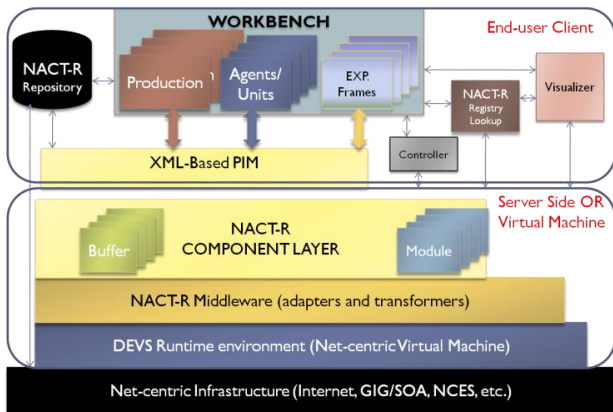 WORKBENCH
End-user Client
NACT-R
Repository
Production
n
Agents/
Units
EXP.
Frames
NACT-R
Registry
Lookup
Visualizer
XML-Based PIM
Controller
Server Side OR
Virtual Machine
NACT-R
COMPONENT LAYER
Buffer
Module
NACT-R Middleware (adapters and transformers)
DEVS Runtime environment (Net-centric Virtual Machine)
Net-centric Infrastructure (Internet, GIG/SOA, NCES, etc.)